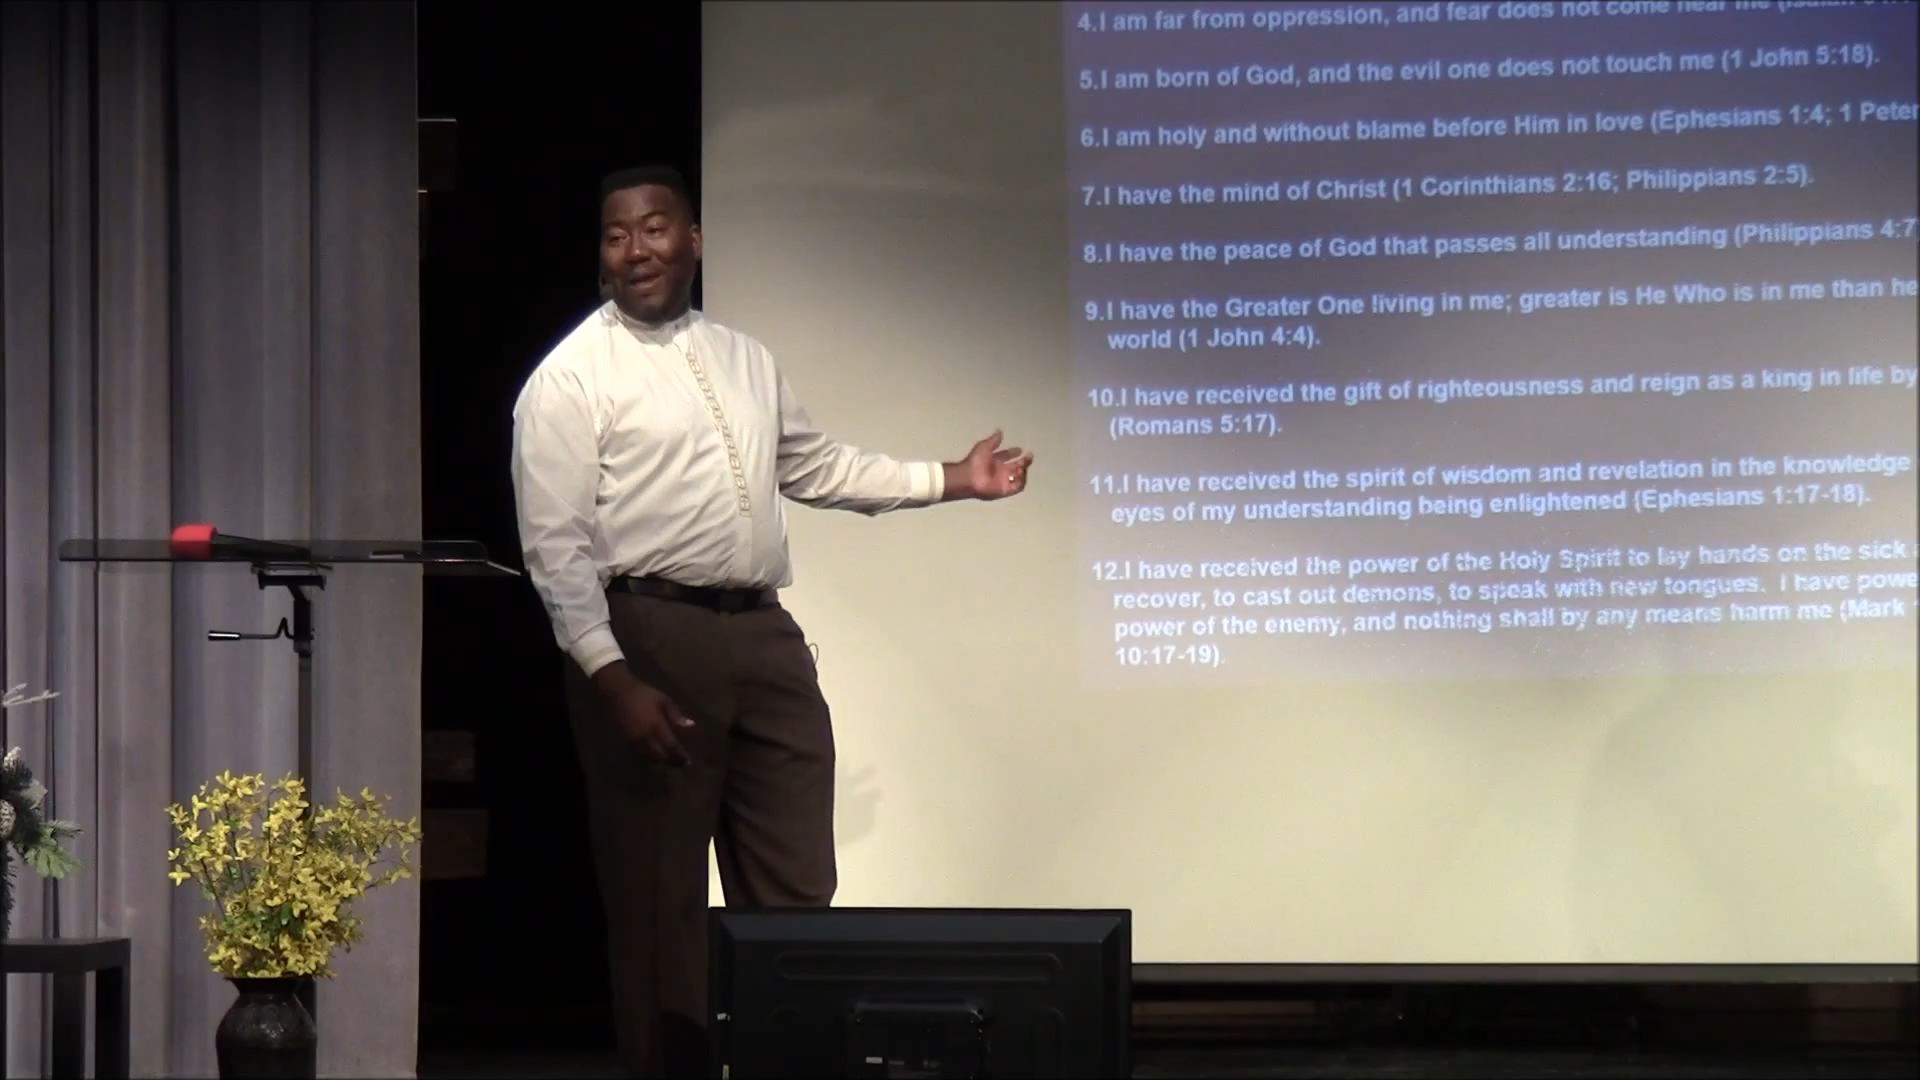 4.I am far from oppression, and fear does not come near me
5.I am born of God, and the evil one does not touch me (1 John 5:18).
6.I am holy and without blame before Him in love (Ephesians 1:4; 1 Peter
7.I have the mind of Christ (1 Corinthians 2:16; Philippians 2:5).
8.I have the peace of God that passes all understanding (Philippians 4:7
9.I have the Greater One living in me; greater is He Who is in me than he
world (1 John 4:4).
10.I have received the gift of righteousness and reign as a king in life by
(Romans 5:17).
11.I have received the spirit of wisdom and revelation in the knowledge
eyes of my understanding being enlightened (Ephesians 1:17-18).
12.I have received the power of the Holy Spirit to lay hands on the sick
recover, to cast out demons, to speak with new tongues. I have powe
power of the enemy, and nothing shall by any means harm me (Mark
10:17-19).